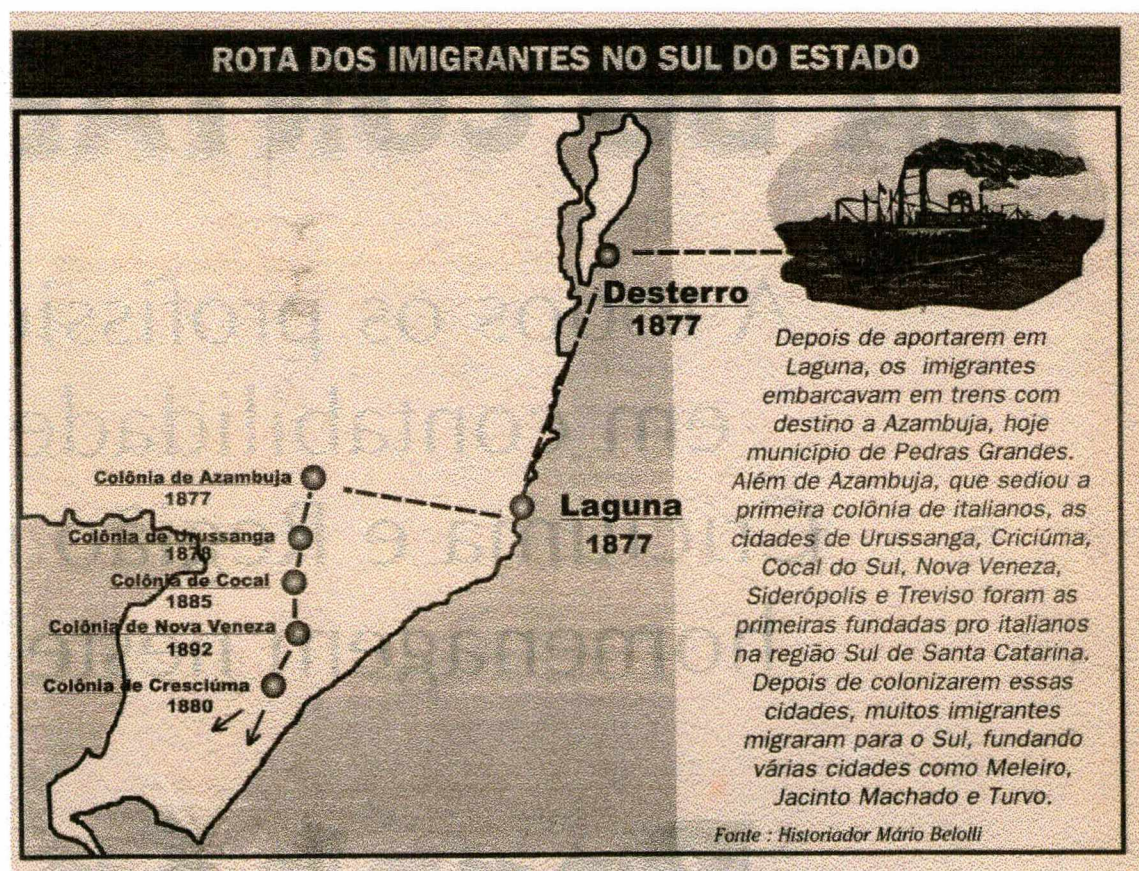 ROTA DOS IMIGRANTES NO SUL DO ESTADO
Desterro
1877
Depois de aportarem em
Laguna, os imigrantes
embarcavam em trens com
destino a Azambuja, hoje
município de Pedras Grandes.
Além de Azambuja, que sediou a
primeira colônia de italianos, as
cidades de Urussanga, Criciúma,
Cocal do Sul, Nova Veneza,
Siderópolis e Treviso foram as
primeiras fundadas pro italianos
na região Sul de Santa Catarina.
Depois de colonizarem essas
cidades, muitos imigrantes
migraram para o Sul, fundando
várias cidades como Meleiro,
Jacinto Machado e Turvo.
Fonte : Historiador Mário Belolli
Laguna
1877
Colônia de Azambuja
1877
Colônia de Urussanga
1878
Colônia de Cocal
1885
Colônia de Nova Veneza
1892
Colônia de Cresciúma
1880